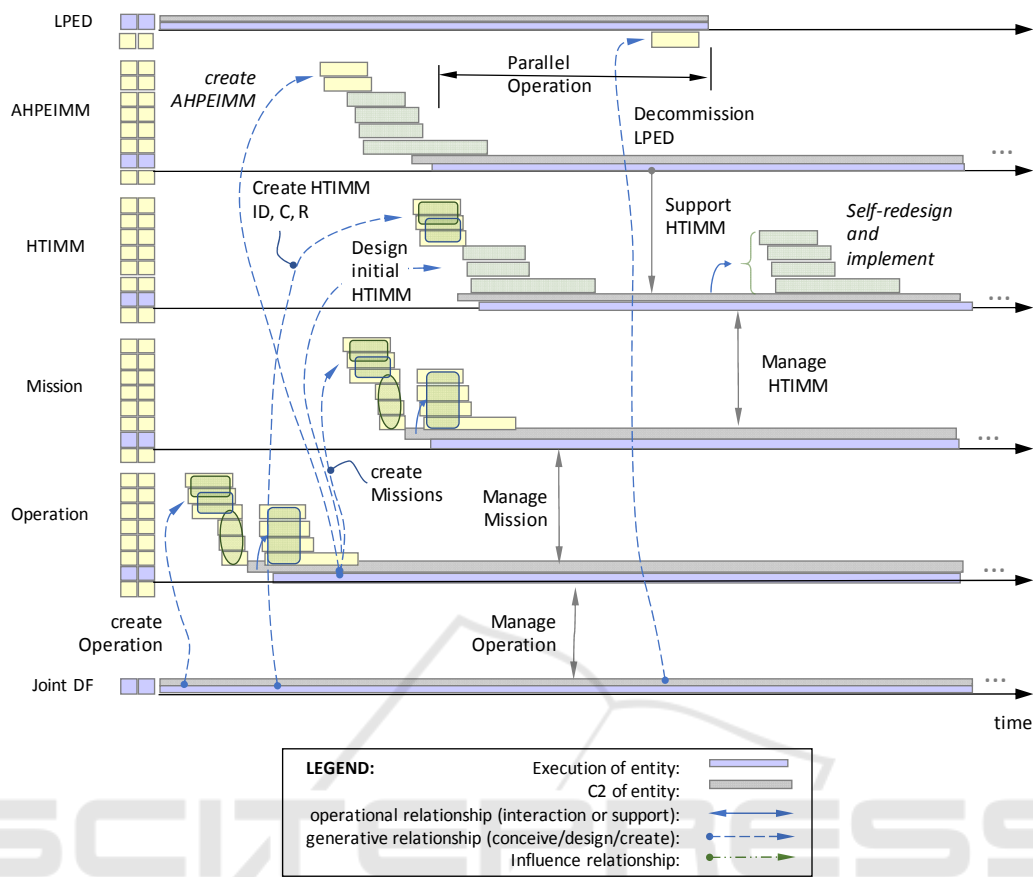 LPED
Parallel
Operation
create
AHPEIMM
AHPEIMM
Decommission
LPED
...
Create HTIMM
ID, C, R
Support
HTIMM
Self-redesign
and
implement
HTIMM
Design
initial
HTIMM
...
Manage
HTIMM
Mission
...
create
Missions
Manage
Mission
Operation
...
create
Operation
Manage
Operation
Joint DF
...
time
LEGEND:
Execution of entity:
C2 of entity:
operational relationship (interaction or support):
generative relationship (conceive/design/create):
Influence relationship:
SCITEPRESS